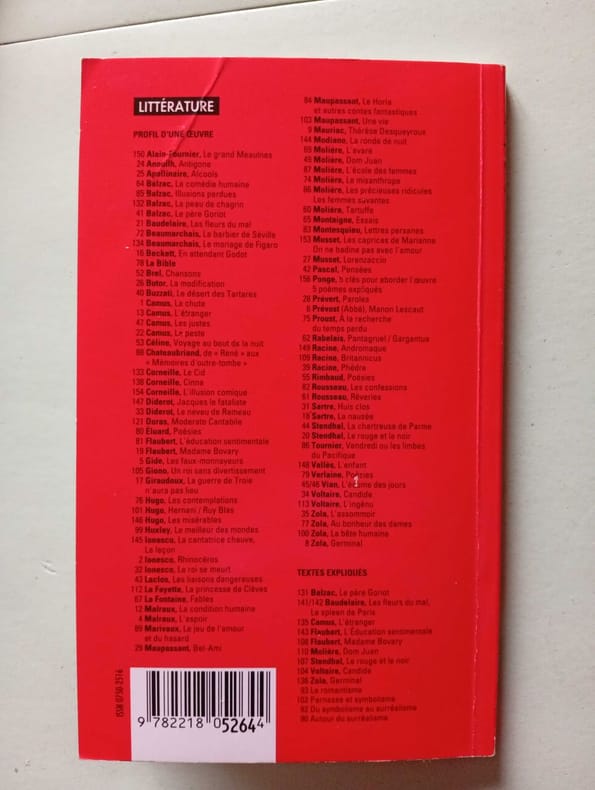 LITTÉRATURE
PROFIL D'UNE ŒUVRE
150 Alain-Fournier, Le grand Meaulnes
24 Anouilh, Antigone
25 Apollinaire, Alcools
64 Balzac, La comédie humaine
85 Balzac, Illusions perdues
132 Balzac, La peau de chagrin
41 Balzac, Le père Goriot
21 Baudelaire, Les fleurs du mal
72 Beaumarchais, Le barbier de Séville
134 Beaumarchais, Le mariage de Figaro
16 Beckett, En attendant Godot
78 La Bible
52 Brel, Chansons
26 Butor, La modification
40 Buzzati, Le désert des Tartares
1 Camus, La chute
13 Camus, L'étranger
47 Camus, Les justes
22 Camus, La peste
53 Céline, Voyage au bout de la nuit
88 Chateaubriand, de « René » aux
« Mémoires d'outre-tombe »
133 Corneille, Le Cid
138 Corneille, Cinna
154 Corneille, L'illusion comique
147 Diderot, Jacques le fataliste
33 Diderot, Le neveu de Rameau
121 Duras, Moderato Cantabile
80 Eluard, Poésies
81 Flaubert, L'éducation sentimentale
19 Flaubert, Madame Bovary
5 Gide, Les faux-monnayeurs
105 Giono, Un roi sans divertissement
17 Giraudoux, La guerre de Troie
n'aura pas lieu
76 Hugo, Les contemplations
101 Hugo, Hernani / Ruy Blas
146 Hugo, Les misérables
99 Huxley, Le meilleur des mondes
145 Ionesco, La cantatrice chauve,
La leçon
2 Ionesco, Rhinocéros
32 Ionesco, Le roi se meurt
43 Laclos, Les liaisons dangereuses
112 La Fayette, La princesse de Clèves
67 La Fontaine, Fables
12 Malraux, La condition humaine
4 Malraux, L'espoir
89 Marivaux, Le jeu de l'amour
et du hasard
29 Maupassant, Bel-Ami
84 Maupassant, Le Horla
et autres contes fantastiques
103 Maupassant, Une vie
9 Mauriac, Thérèse Desqueyroux
144 Modiano, La ronde de nuit
69 Molière, L'avare
49 Molière, Dom Juan
87 Molière, L'école des femmes
74 Molière, Le misanthrope
66 Molière, Les précieuses ridicules
Les femmes savantes
60 Molière, Tartuffe
65 Montaigne, Essais
83 Montesquieu, Lettres persanes
153 Musset, Les caprices de Marianne
On ne badine pas avec l'amour
27 Musset, Lorenzaccio
42 Pascal, Pensées
156 Ponge, 5 clés pour aborder l'œuvre
5 poèmes expliqués
28 Prévert, Paroles
6 Prévost (Abbé), Manon Lescaut
75 Proust, À la recherche
du temps perdu
62 Rabelais, Pantagruel / Gargantua
149 Racine, Andromaque
109 Racine, Britannicus
39 Racine, Phèdre
55 Rimbaud, Poésies
82 Rousseau, Les confessions
61 Rousseau, Rêveries
31 Sartre, Huis clos
18 Sartre, La nausée
44 Stendhal, La chartreuse de Parme
20 Stendhal, Le rouge et le noir
86 Tournier, Vendredi ou les limbes
du Pacifique
148 Vallès, L'enfant
79 Verlaine, Poésies
45/46 Vian, L'écume des jours
34 Voltaire, Candide
113 Voltaire, L'ingénu
35 Zola, L'assommoir
77 Zola, Au bonheur des dames
100 Zola, La bête humaine
8 Zola, Germinal
TEXTES EXPLIQUÉS
131 Balzac, Le père Goriot
141/142 Baudelaire, Les fleurs du mal,
Le spleen de Paris
135 Camus, L'étranger
143 Flaubert, L'Éducation sentimentale
108 Flaubert, Madame Bovary
110 Molière, Dom Juan
107 Stendhal, Le rouge et le noir
104 Voltaire, Candide
136 Zola, Germinal
93 Le romantisme
102 Parnasse et symbolisme
92 Du symbolisme au surréalisme
90 Autour du surréalisme
ISSN 0750-2516
9 782218 052644